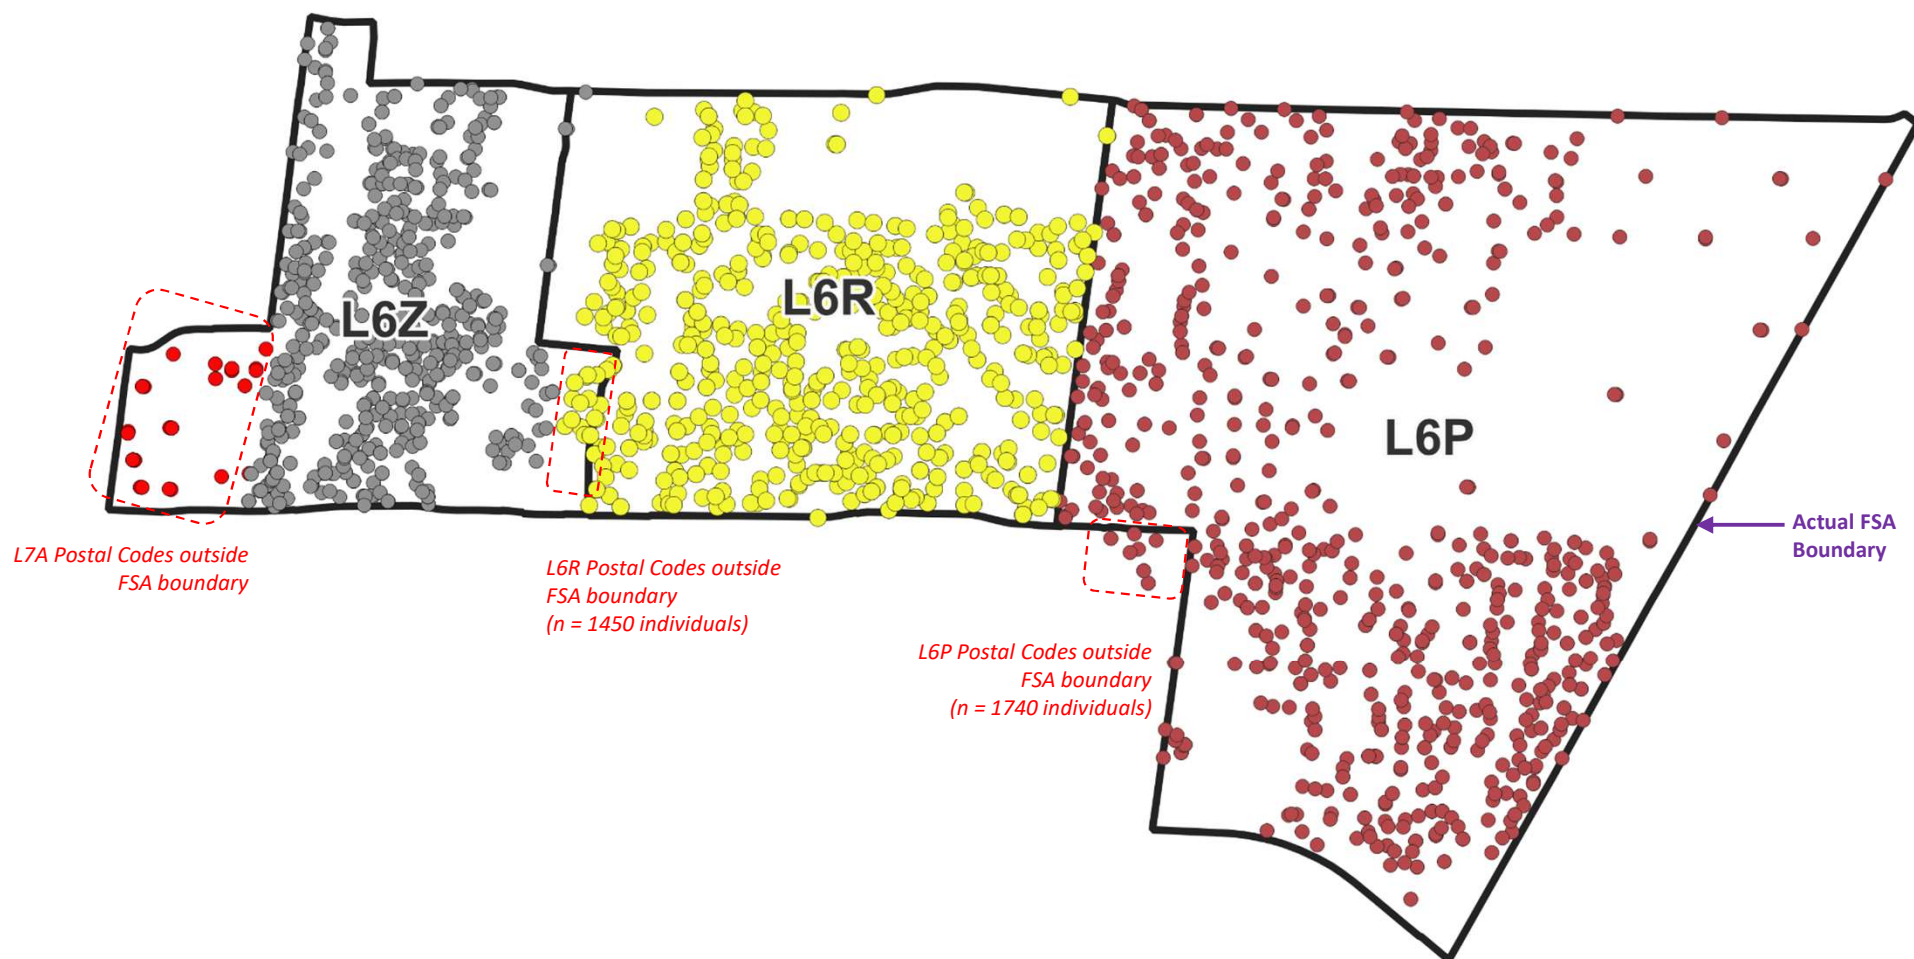 L6Z
L6R
L6P
Actual FSA
Boundary
L7A Postal Codes outside
FSA boundary
L6R Postal Codes outside
FSA boundary
(n = 1450 individuals)
L6P Postal Codes outside
FSA boundary
(n = 1740 individuals)